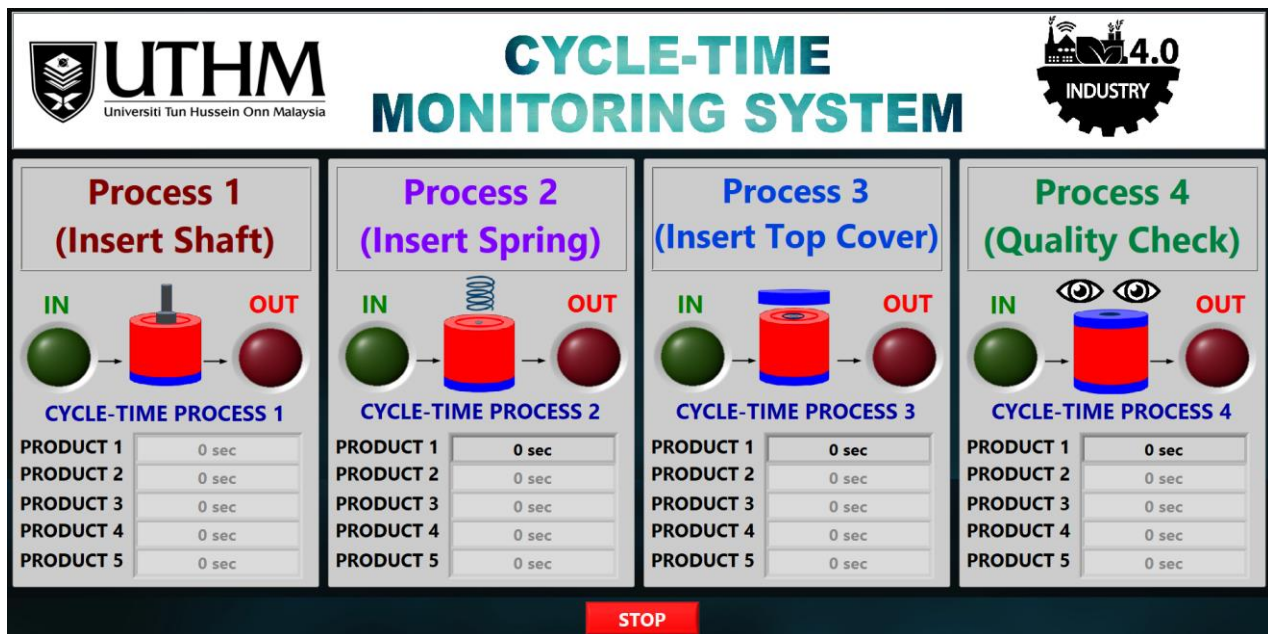 UTHM
Universiti Tun Hussein Onn Malaysia
CYCLE-TIME
MONITORING SYSTEM
4.0
INDUSTRY
Process 1
(Insert Shaft)
IN
OUT
CYCLE-TIME PROCESS 1
PRODUCT 1 0 sec
PRODUCT 2 0 sec
PRODUCT 3 0 sec
PRODUCT 4 0 sec
PRODUCT 5 0 sec
Process 2
(Insert Spring)
IN
OUT
CYCLE-TIME PROCESS 2
PRODUCT 1 0 sec
PRODUCT 2 0 sec
PRODUCT 3 0 sec
PRODUCT 4 0 sec
PRODUCT 5 0 sec
Process 3
(Insert Top Cover)
IN
OUT
CYCLE-TIME PROCESS 3
PRODUCT 1 0 sec
PRODUCT 2 0 sec
PRODUCT 3 0 sec
PRODUCT 4 0 sec
PRODUCT 5 0 sec
Process 4
(Quality Check)
IN
OUT
CYCLE-TIME PROCESS 4
PRODUCT 1 0 sec
PRODUCT 2 0 sec
PRODUCT 3 0 sec
PRODUCT 4 0 sec
PRODUCT 5 0 sec
STOP